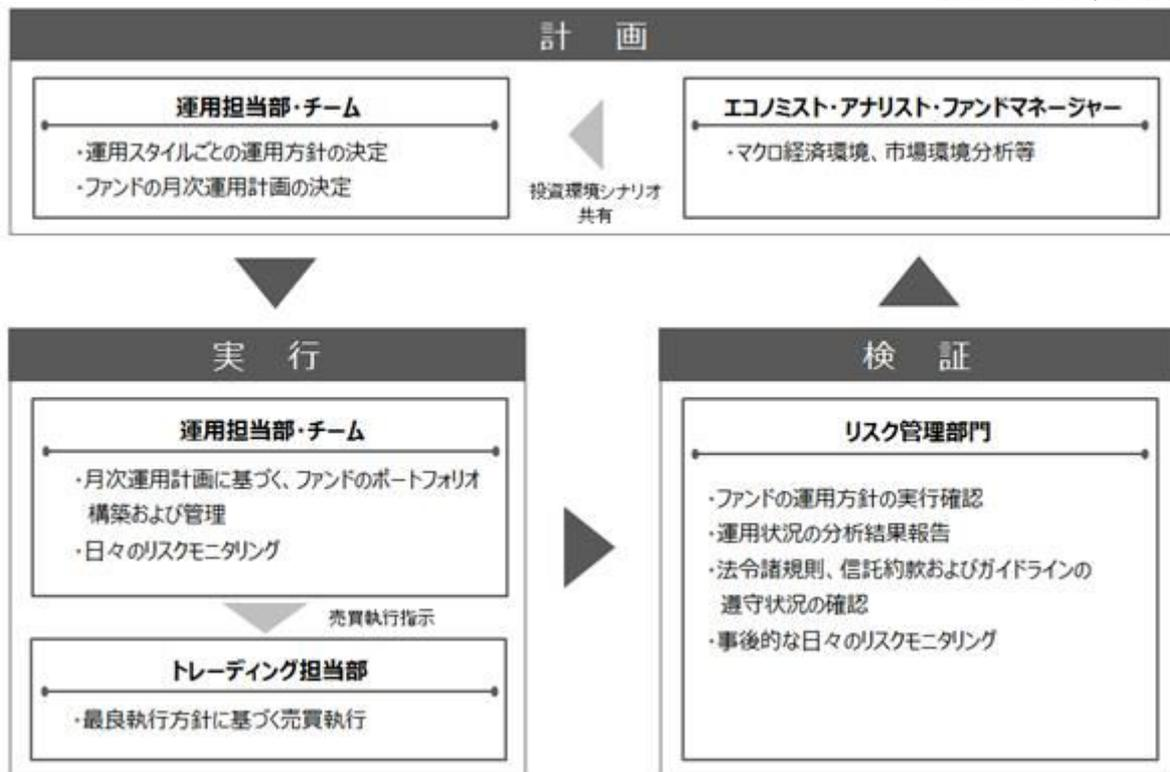 計 画
運用担当部・チーム
・運用スタイルごとの運用方針の決定
・ファンドの月次運用計画の決定
投資環境シナリオ
共有
エコノミスト・アナリスト・ファンドマネージャー
・マクロ経済環境、市場環境分析等
実 行
運用担当部・チーム
・月次運用計画に基づく、ファンドのポートフォリオ
構築および管理
・日々のリスクモニタリング
売買執行指示
トレーディング担当部
・最良執行方針に基づく売買執行
検 証
リスク管理部門
・ファンドの運用方針の実行確認
・運用状況の分析結果報告
・法令諸規則、信託約款およびガイドラインの
遵守状況の確認
・事後的な日々のリスクモニタリング